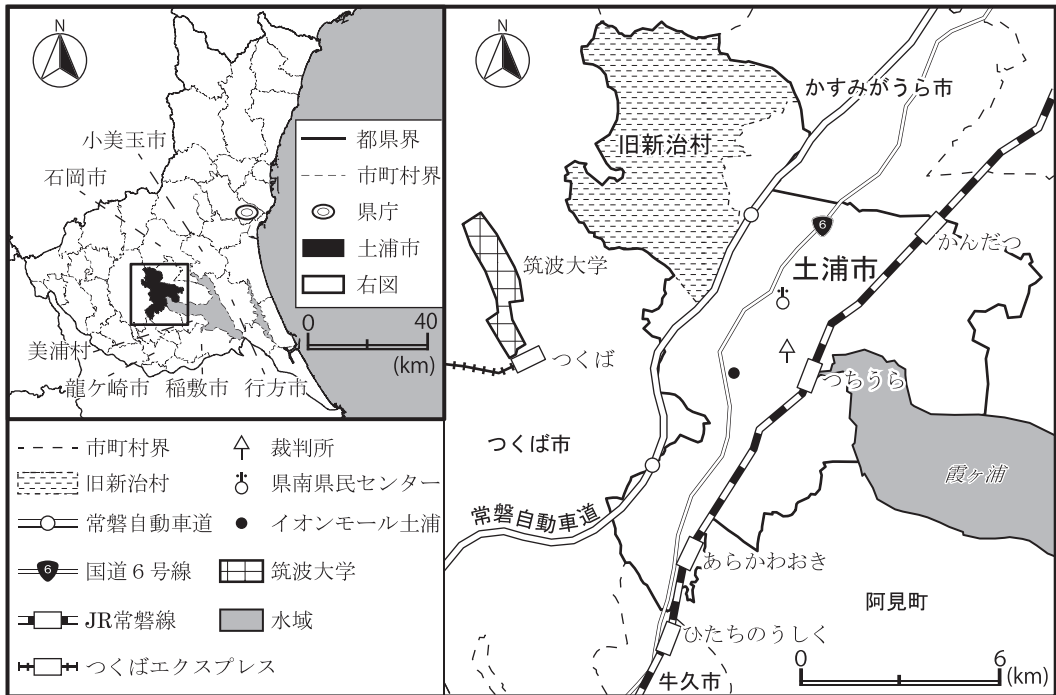 N
小美玉市
石岡市
美浦村
龍ケ崎市
稲敷市
行方市
都県界
市町村界
県庁
土浦市
右図
0
40
(km)
市町村界
旧新治村
常磐自動車道
6
国道6号線
JR常磐線
つくばエクスプレス
裁判所
県南県民センター
イオンモール土浦
筑波大学
水域
N
かすみがうら市
旧新治村
6
かんだつ
筑波大学
土浦市
つくば
つちうら
つくば市
霞ヶ浦
常磐自動車道
あらかわおき
阿見町
ひたちのうしく
牛久市
0
6
(km)